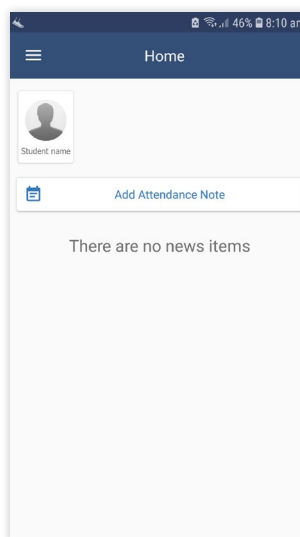 46% 8:10 am
Home
Student name
Add Attendance Note
There are no news items